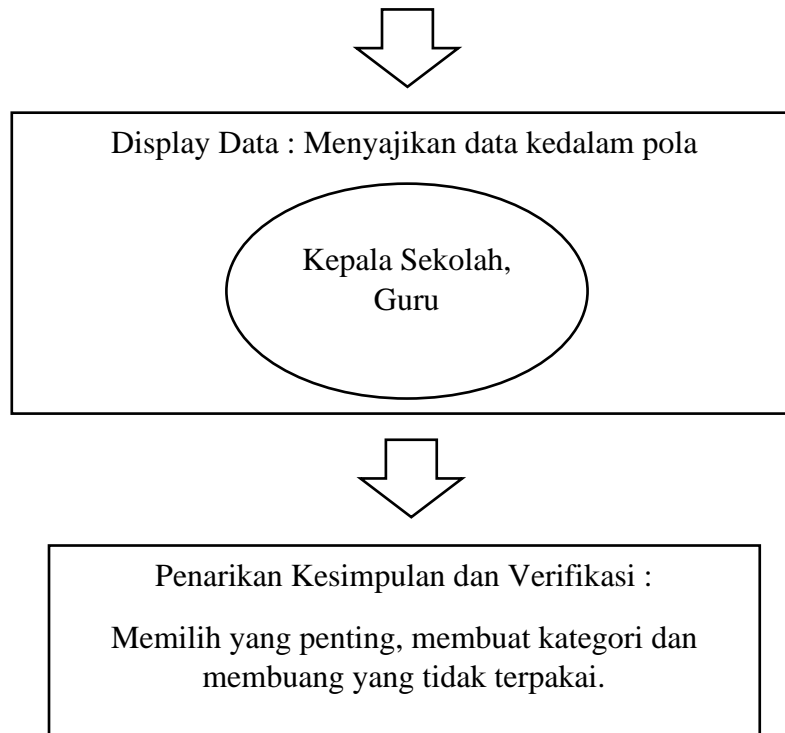 Display Data : Menyajikan data kedalam pola
Kepala Sekolah,
Guru
Penarikan Kesimpulan dan Verifikasi :
Memilih yang penting, membuat kategori dan
membuang yang tidak terpakai.